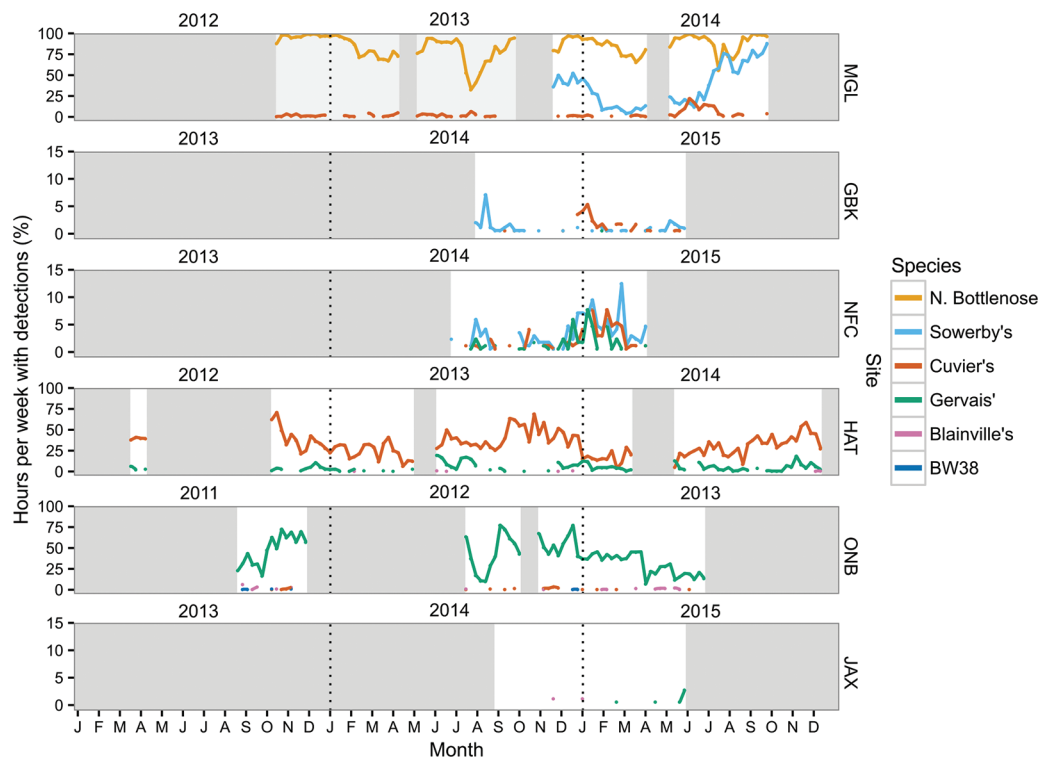 2012 2013 2014
100
75
50
25
0
MGL
2013 2014 2015
15
10
5
0
GBK
2013 2014 2015
15
10
5
0
NFC
2012 2013 2014
100
75
50
25
0
HAT
2011 2012 2013
100
75
50
25
0
ONB
2013 2014 2015
15
10
5
0
JAX
J F M A M J J A S O N D J F M A M J J A S O N D J F M A M J J A S O N D
Month
Hours per week with detections (%)
Site
Species
N. Bottlenose
Sowerby's
Cuvier's
Gervais'
Blainville's
BW38